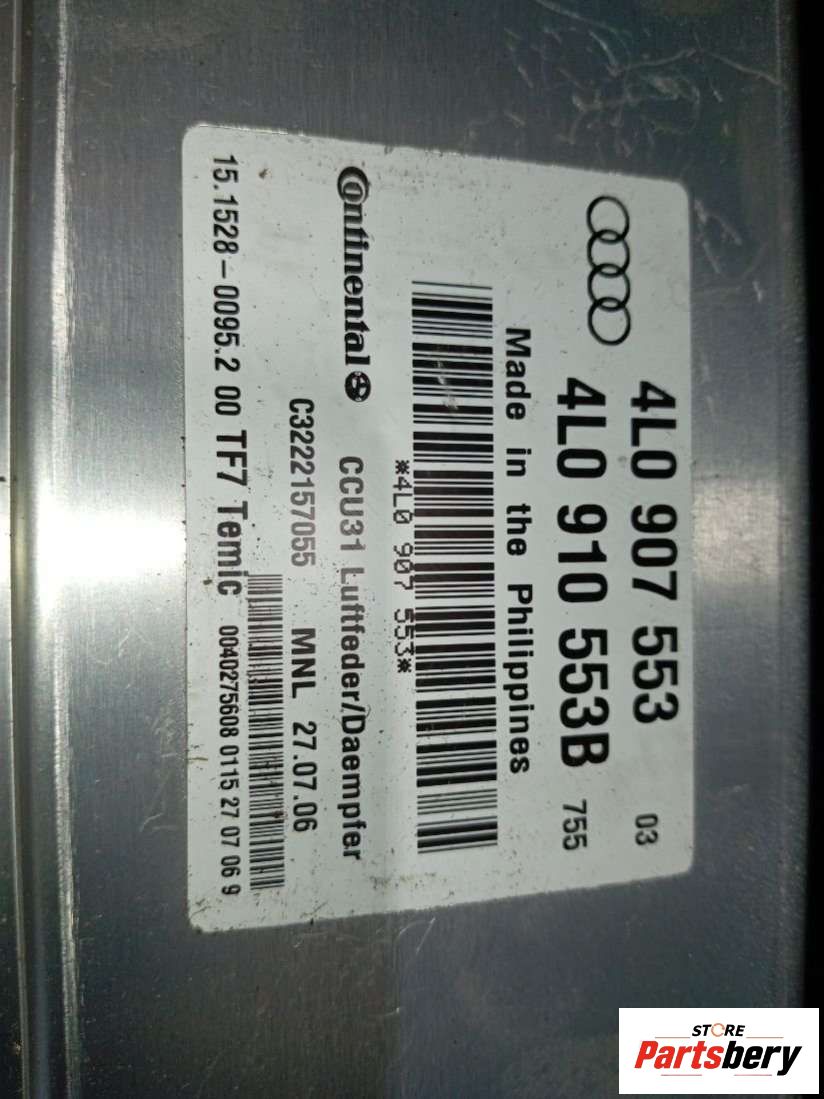 4L0 907 553 03
4L0 910 553B 755
Made in the Philippines
*4L0 907 553*
Continental CCU31 Luftfeder/Daempfer
C3222157055 MNL 27.07.06
15.1528-0095.2 00 TF7 Temic 0040275608 0115 27 07 06 9
STORE
Partsbery